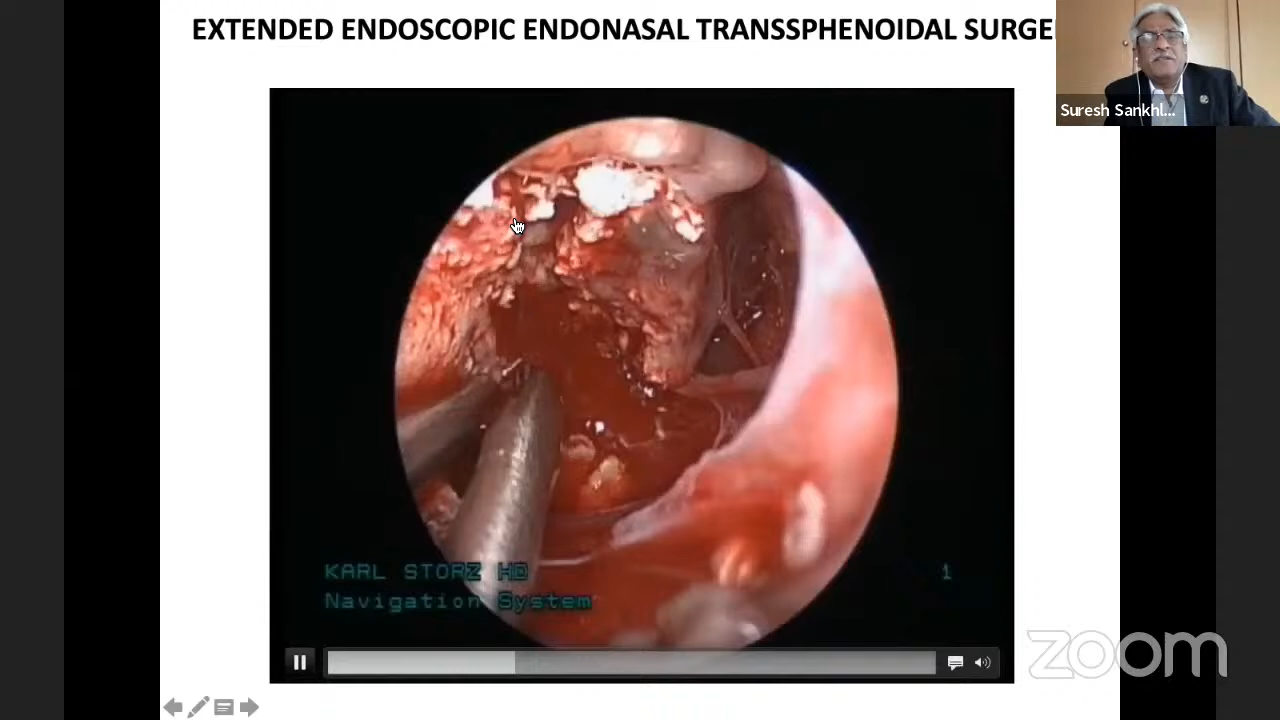 EXTENDED ENDOSCOPIC ENDONASAL TRANSSPHENOIDAL SURGE
Suresh Sankhl...
KARL STORZ HD 1
Navigation System
zoom